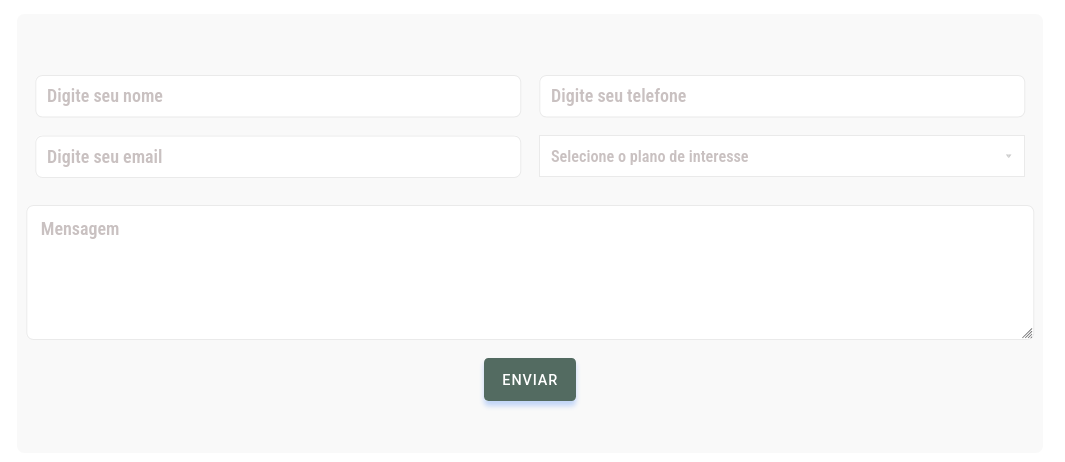 Digite seu nome
Digite seu telefone
Digite seu email
Selecione o plano de interesse
Mensagem
ENVIAR